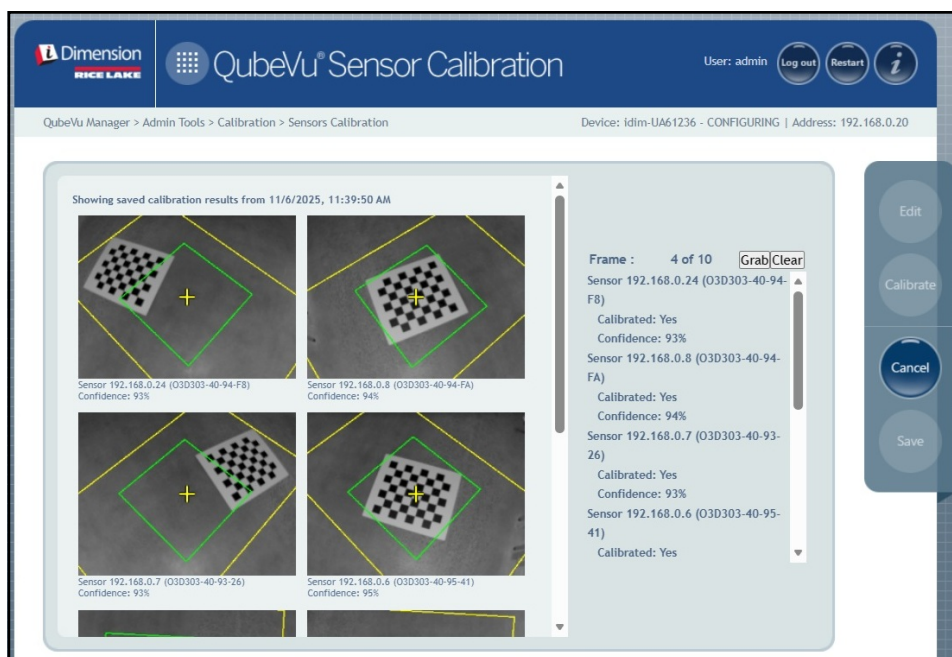 i Dimension
RICE LAKE
QubeVu® Sensor Calibration
User: admin
Log out
Restart
i
QubeVu Manager > Admin Tools > Calibration > Sensors Calibration
Device: idim-UA61236 - CONFIGURING | Address: 192.168.0.20
Showing saved calibration results from 11/6/2025, 11:39:50 AM
Sensor 192.168.0.24 (O3D303-40-94-F8)
Confidence: 93%
Sensor 192.168.0.8 (O3D303-40-94-FA)
Confidence: 94%
Sensor 192.168.0.7 (O3D303-40-93-26)
Confidence: 93%
Sensor 192.168.0.6 (O3D303-40-95-41)
Confidence: 95%
Frame : 4 of 10 Grab Clear
Sensor 192.168.0.24 (O3D303-40-94-
F8)
Calibrated: Yes
Confidence: 93%
Sensor 192.168.0.8 (O3D303-40-94-
FA)
Calibrated: Yes
Confidence: 94%
Sensor 192.168.0.7 (O3D303-40-93-
26)
Calibrated: Yes
Confidence: 93%
Sensor 192.168.0.6 (O3D303-40-95-
41)
Calibrated: Yes
Edit
Calibrate
Cancel
Save